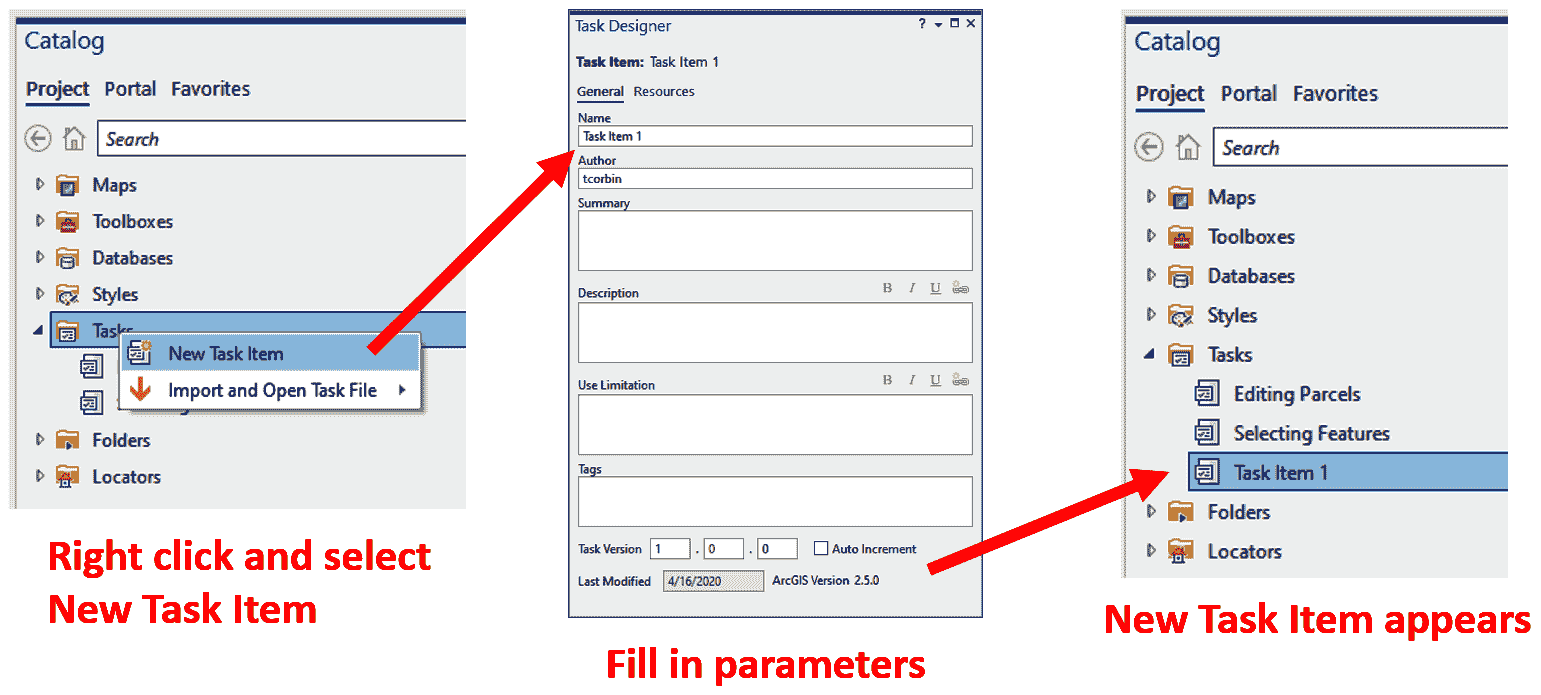 Catalog
Project Portal Favorites
Search
Maps
Toolboxes
Databases
Styles
Tasks
New Task Item
Import and Open Task File
Folders
Locators
Right click and select
New Task Item
Task Designer
?
Task Item: Task Item 1
General Resources
Name
Task Item 1
Author
tcorbin
Summary
Description B I U
Use Limitation B I U
Tags
Task Version 1 . 0 . 0 Auto Increment
Last Modified 4/16/2020 ArcGIS Version 2.5.0
Fill in parameters
Catalog
Project Portal Favorites
Search
Maps
Toolboxes
Databases
Styles
Tasks
Editing Parcels
Selecting Features
Task Item 1
Folders
Locators
New Task Item appears